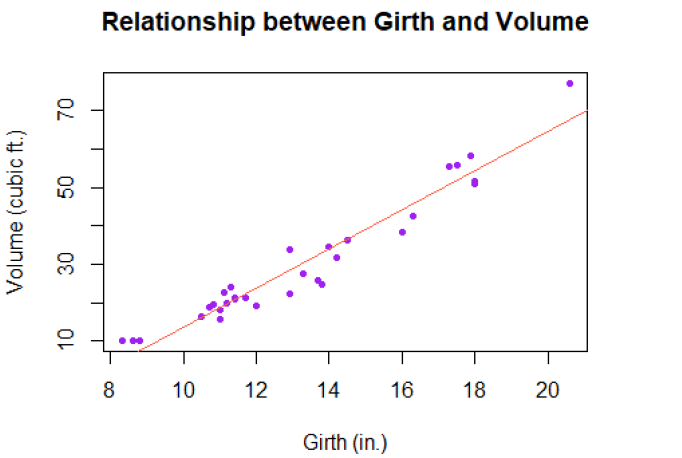 Relationship between Girth and Volume
Volume (cubic ft.)
70
50
30
10
8 10 12 14 16 18 20
Girth (in.)